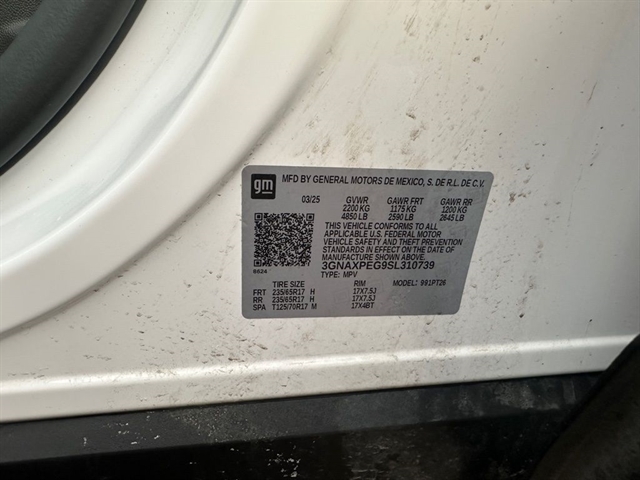 gm
MFD BY GENERAL MOTORS DE MEXICO, S. DE R.L. DE C.V.
03/25 GVWR GAWR FRT GAWR RR
2200 KG 1175 KG 1200 KG
4850 LB 2590 LB 2645 LB
THIS VEHICLE CONFORMS TO ALL
APPLICABLE U.S. FEDERAL MOTOR
VEHICLE SAFETY AND THEFT PREVENTION
STANDARDS IN EFFECT ON THE DATE OF
MANUFACTURE SHOWN ABOVE.
3GNAXPEG9SL310739
6624
TYPE: MPV MODEL: 991PT26
TIRE SIZE RIM
FRT 235/65R17 H 17X7.5J
RR 235/65R17 H 17X7.5J
SPA T125/70R17 M 17X4BT